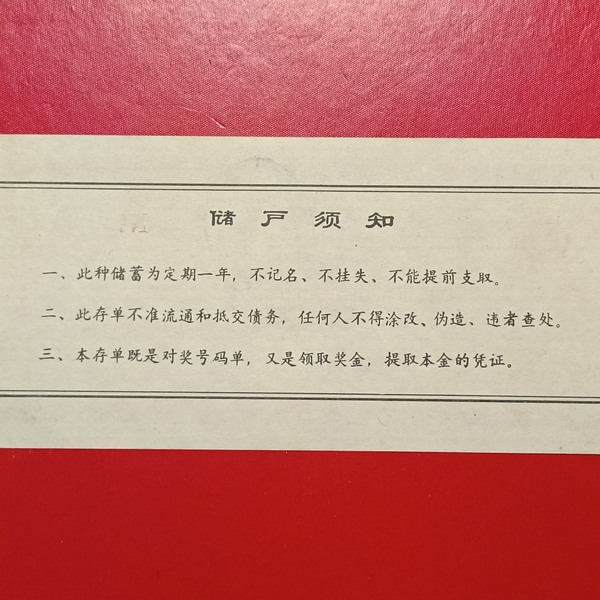 储户须知
一、此种储蓄为定期一年，不记名、不挂失、不能提前支取。
二、此存单不准流通和抵交债务，任何人不得涂改、伪造、违者查处。
三、本存单既是对奖号码单，又是领取奖金，提取本金的凭证。